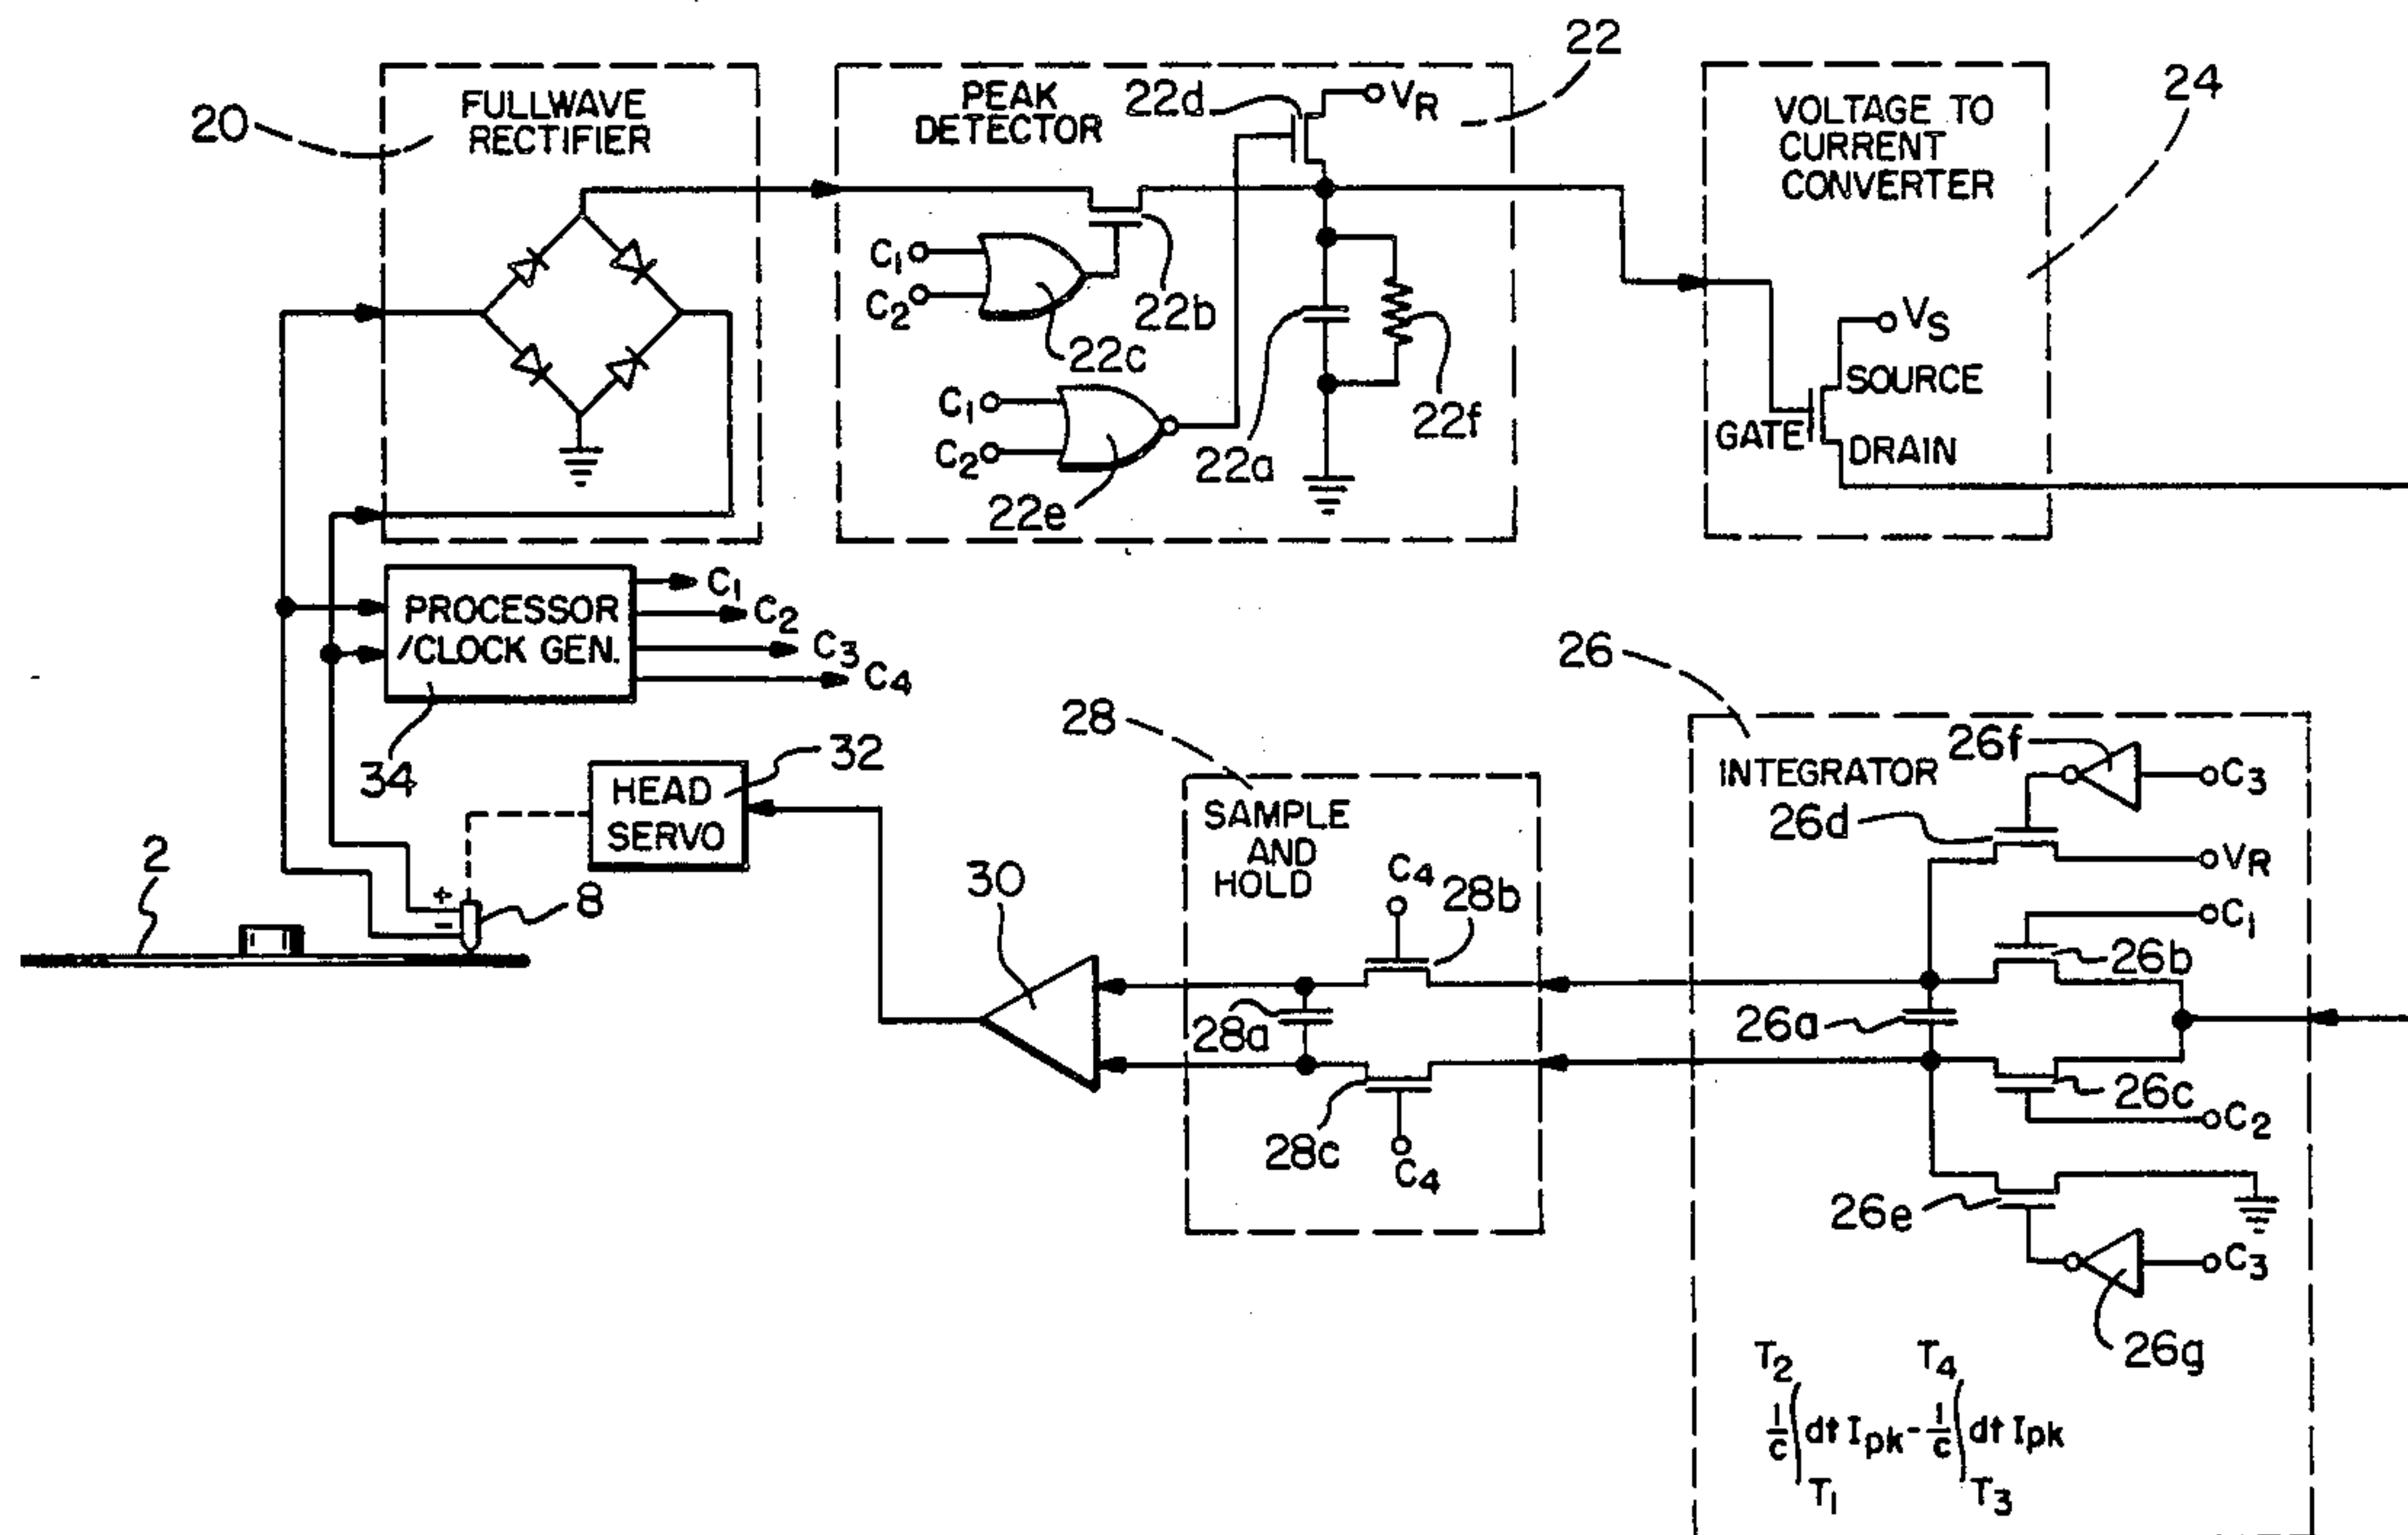 20
FULLWAVE
RECTIFIER
PEAK
DETECTOR
22d
VR
22
VOLTAGE TO
CURRENT
CONVERTER
24
C1
C2
22c
22b
C1
C2
22e
22a
22f
VS
SOURCE
GATE
DRAIN
PROCESSOR
/CLOCK GEN.
C1
C2
C3
C4
34
HEAD
SERVO
32
2
+
-
8
30
28
SAMPLE
AND
HOLD
C4
28b
28a
28c
C4
26
INTEGRATOR
26f
C3
26d
VR
C1
26b
26a
26c
C2
26e
C3
26g
T2 T4
1/c ∫ dt Ipk - 1/c ∫ dt Ipk
T1 T3